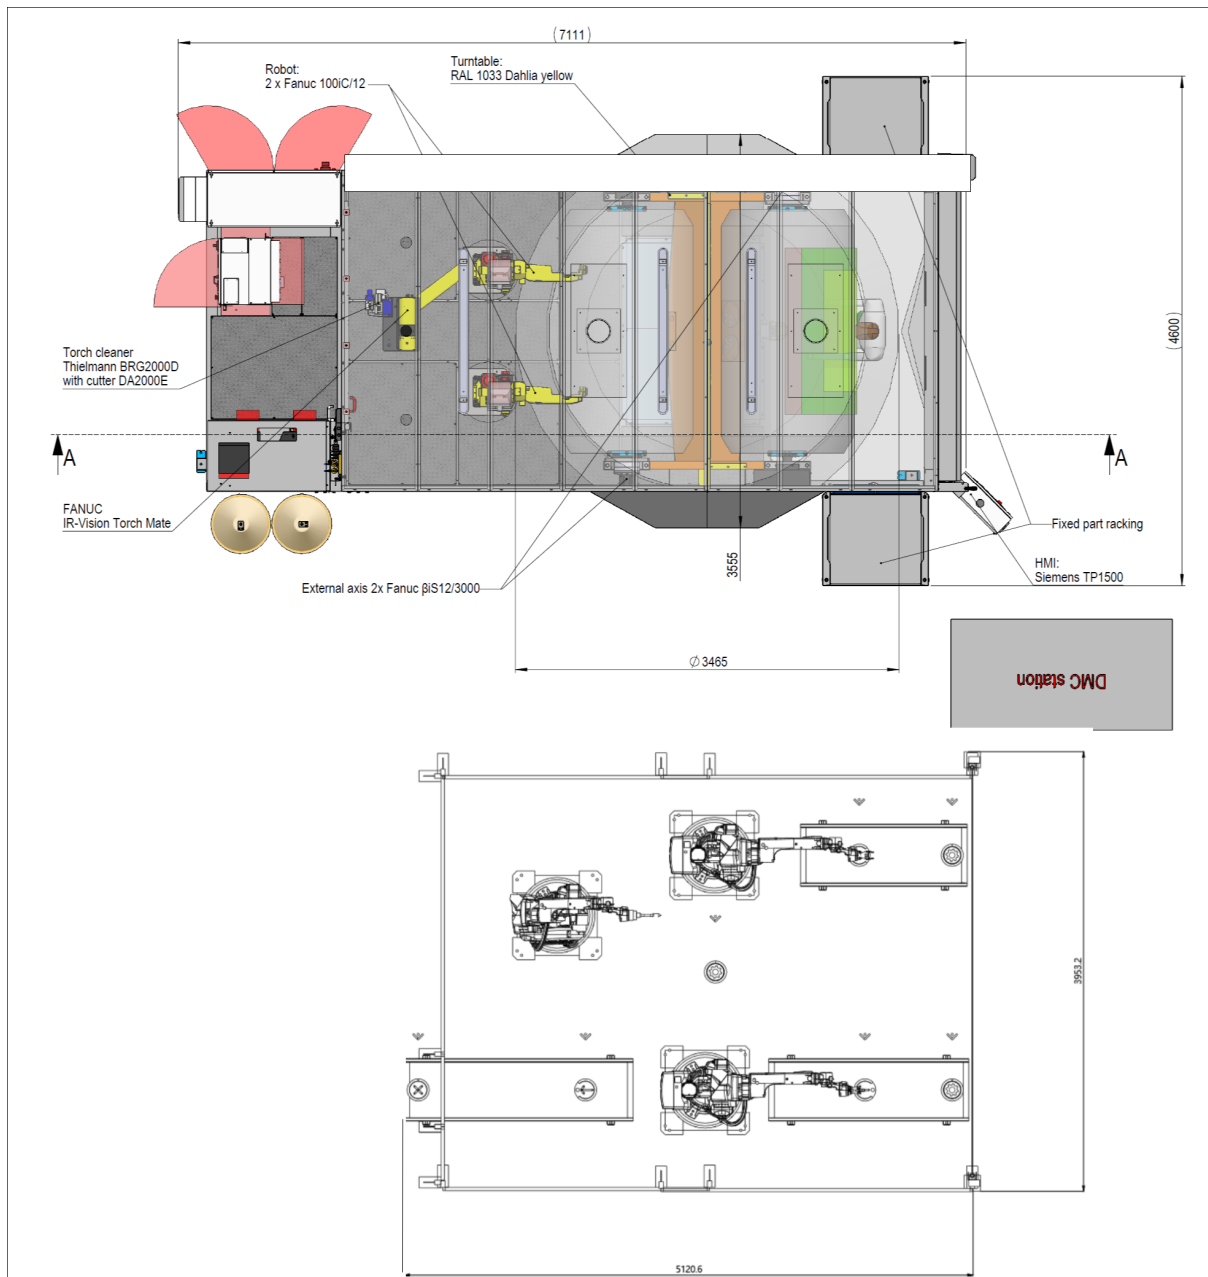 (7111)
Robot:
2 x Fanuc 100iC/12
Turntable:
RAL 1033 Dahlia yellow
(4600)
Torch cleaner
Thielmann BRG2000D
with cutter DA2000E
A
A
FANUC
IR-Vision Torch Mate
Fixed part racking
3555
HMI:
Siemens TP1500
External axis 2x Fanuc βiS12/3000
Ø 3465
DMC station
3953.2
5120.6